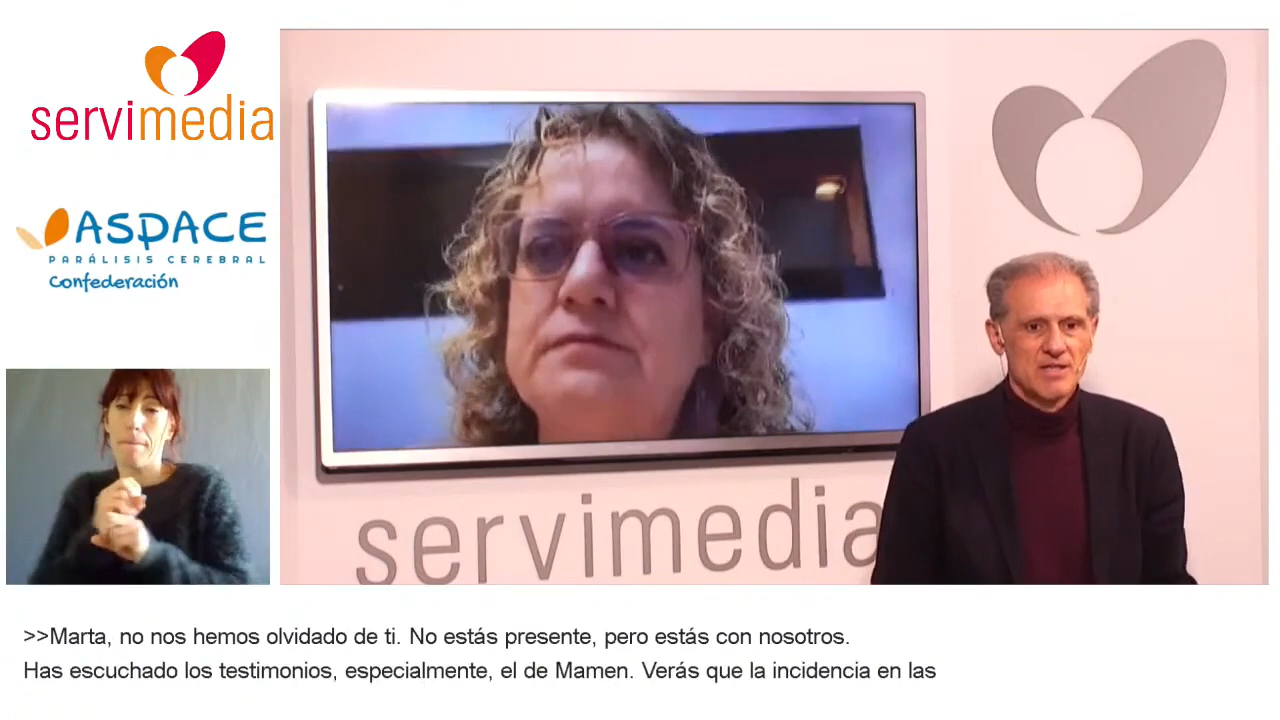 servimedia
ASPACE
PARÁLISIS CEREBRAL
Confederación
servimedia
>>Marta, no nos hemos olvidado de ti. No estás presente, pero estás con nosotros.
Has escuchado los testimonios, especialmente, el de Mamen. Verás que la incidencia en las